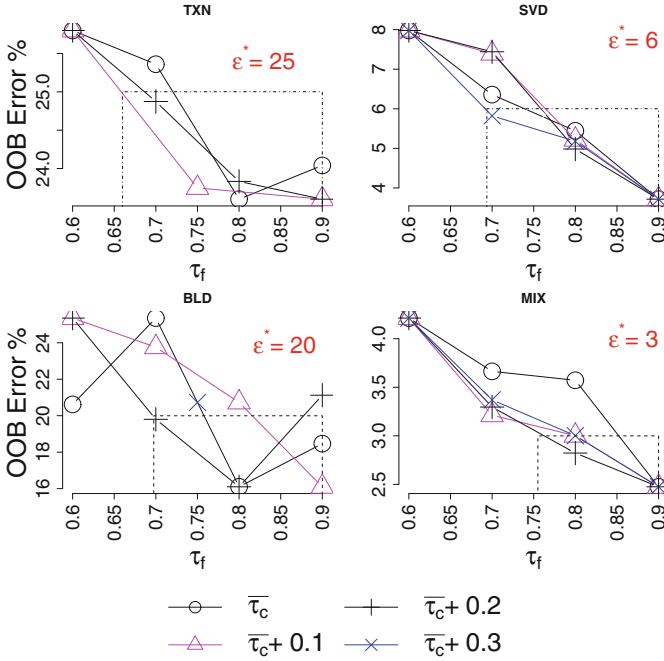 TXN
OOB Error %
25.0
24.0
ε* = 25
0.6 0.65 0.7 0.75 0.8 0.85 0.9
τf
SVD
8
7
6
5
4
ε* = 6
0.6 0.65 0.7 0.75 0.8 0.85 0.9
τf
BLD
OOB Error %
24
22
20
18
16
ε* = 20
0.6 0.65 0.7 0.75 0.8 0.85 0.9
τf
MIX
4.0
3.5
3.0
2.5
ε* = 3
0.6 0.65 0.7 0.75 0.8 0.85 0.9
τf
τc
τc + 0.2
τc + 0.1
τc + 0.3